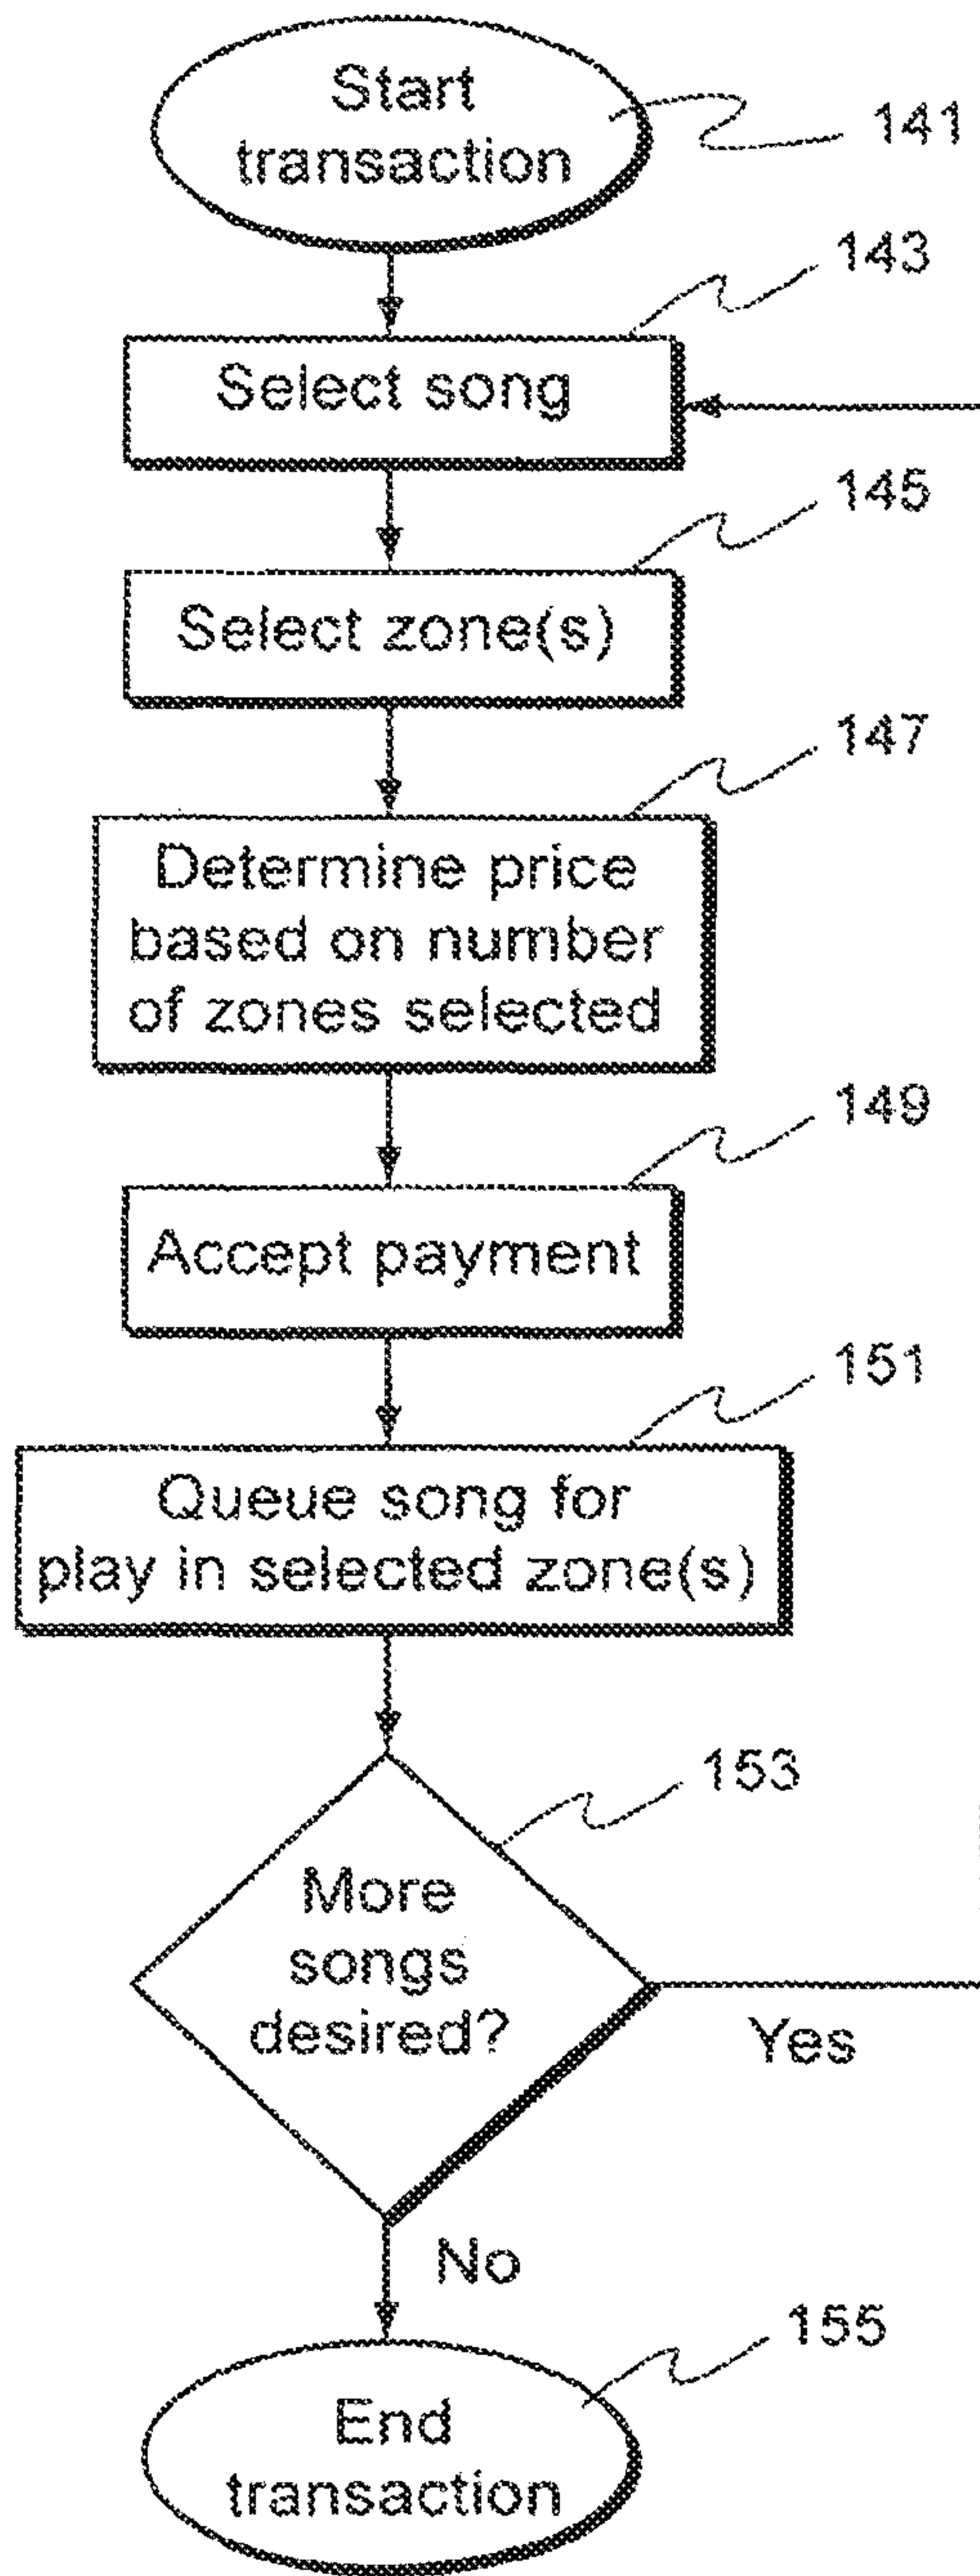 Start
transaction
141
143
Select song
145
Select zone(s)
147
Determine price
based on number
of zones selected
149
Accept payment
151
Queue song for
play in selected zone(s)
153
More
songs
desired?
Yes
No
155
End
transaction